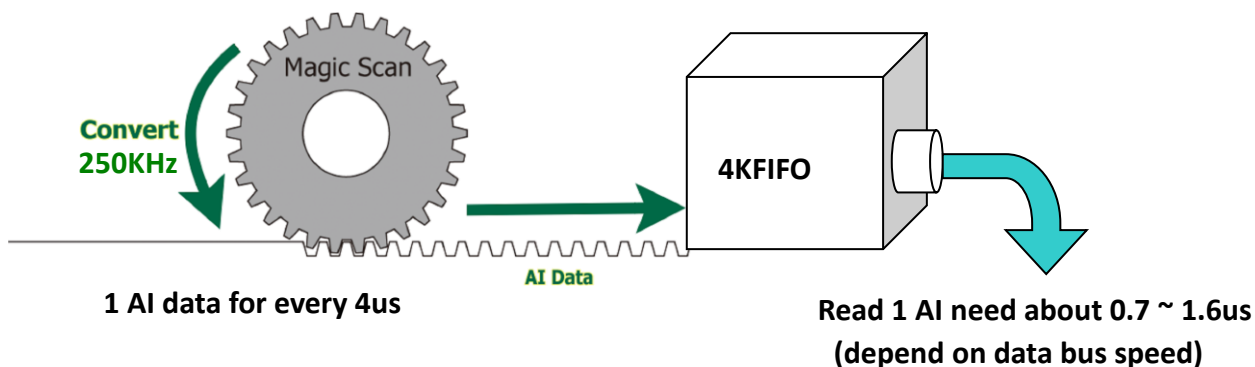 Magic Scan
Convert
250KHz
4KFIFO
AI Data
1 AI data for every 4us
Read 1 AI need about 0.7 ~ 1.6us
(depend on data bus speed)